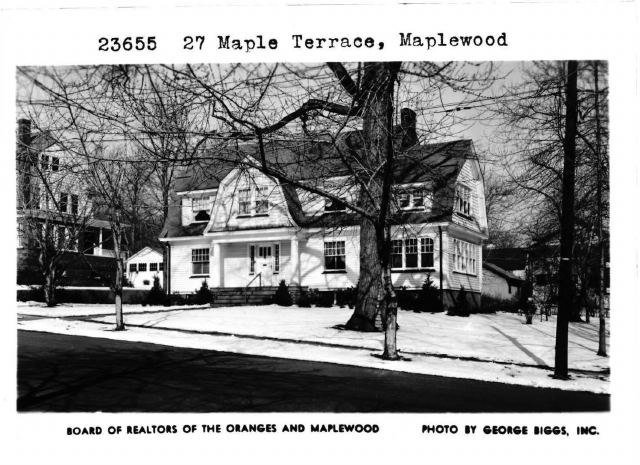 23655 27 Maple Terrace, Maplewood
BOARD OF REALTORS OF THE ORANGES AND MAPLEWOOD PHOTO BY GEORGE BIGGS, INC.